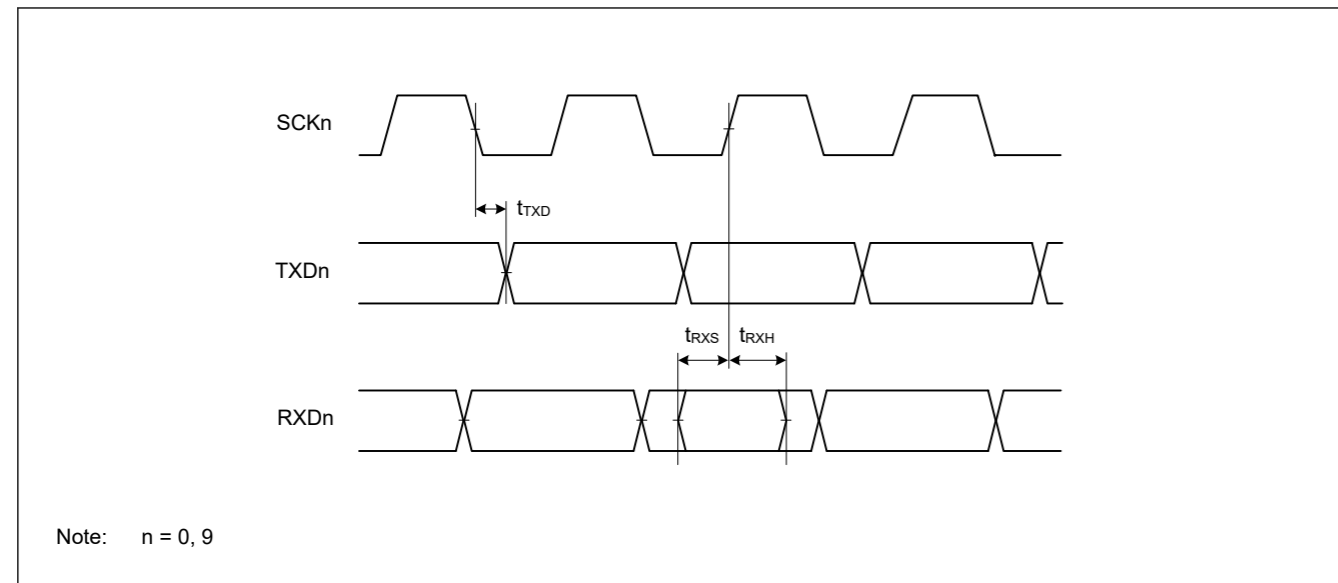 SCKn
tTXD
TXDn
tRXS tRXH
RXDn
Note: n = 0, 9